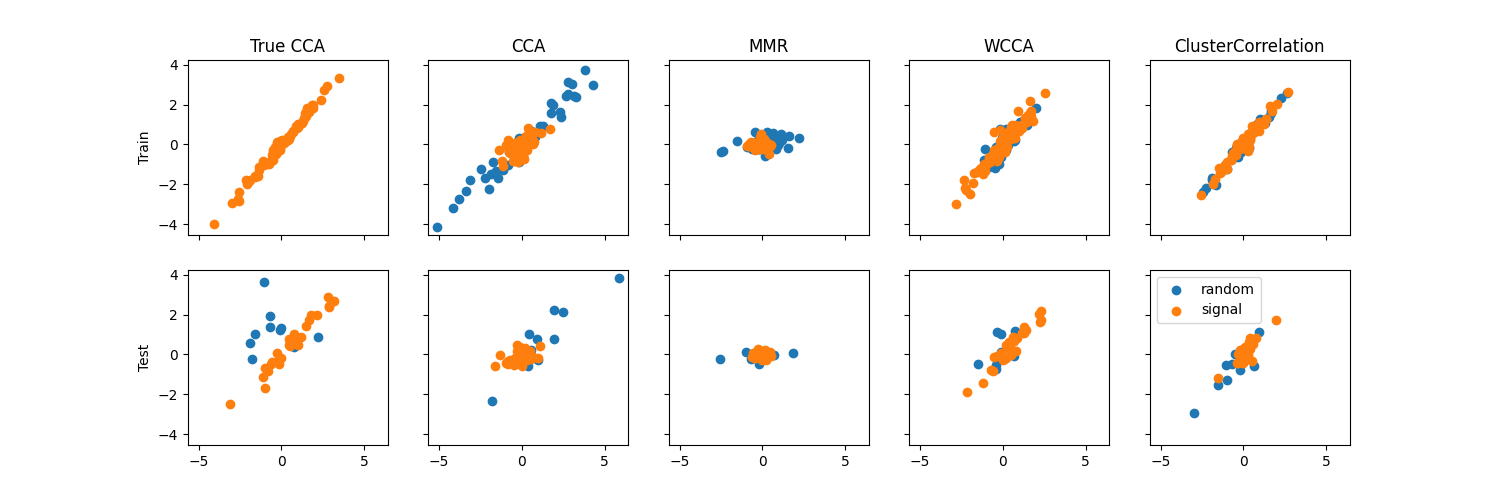 True CCA CCA MMR WCCA ClusterCorrelation
4
2
Train
0
−2
−4
4
random
2
signal
Test
0
−2
−4
−5 0 5 −5 0 5 −5 0 5 −5 0 5 −5 0 5